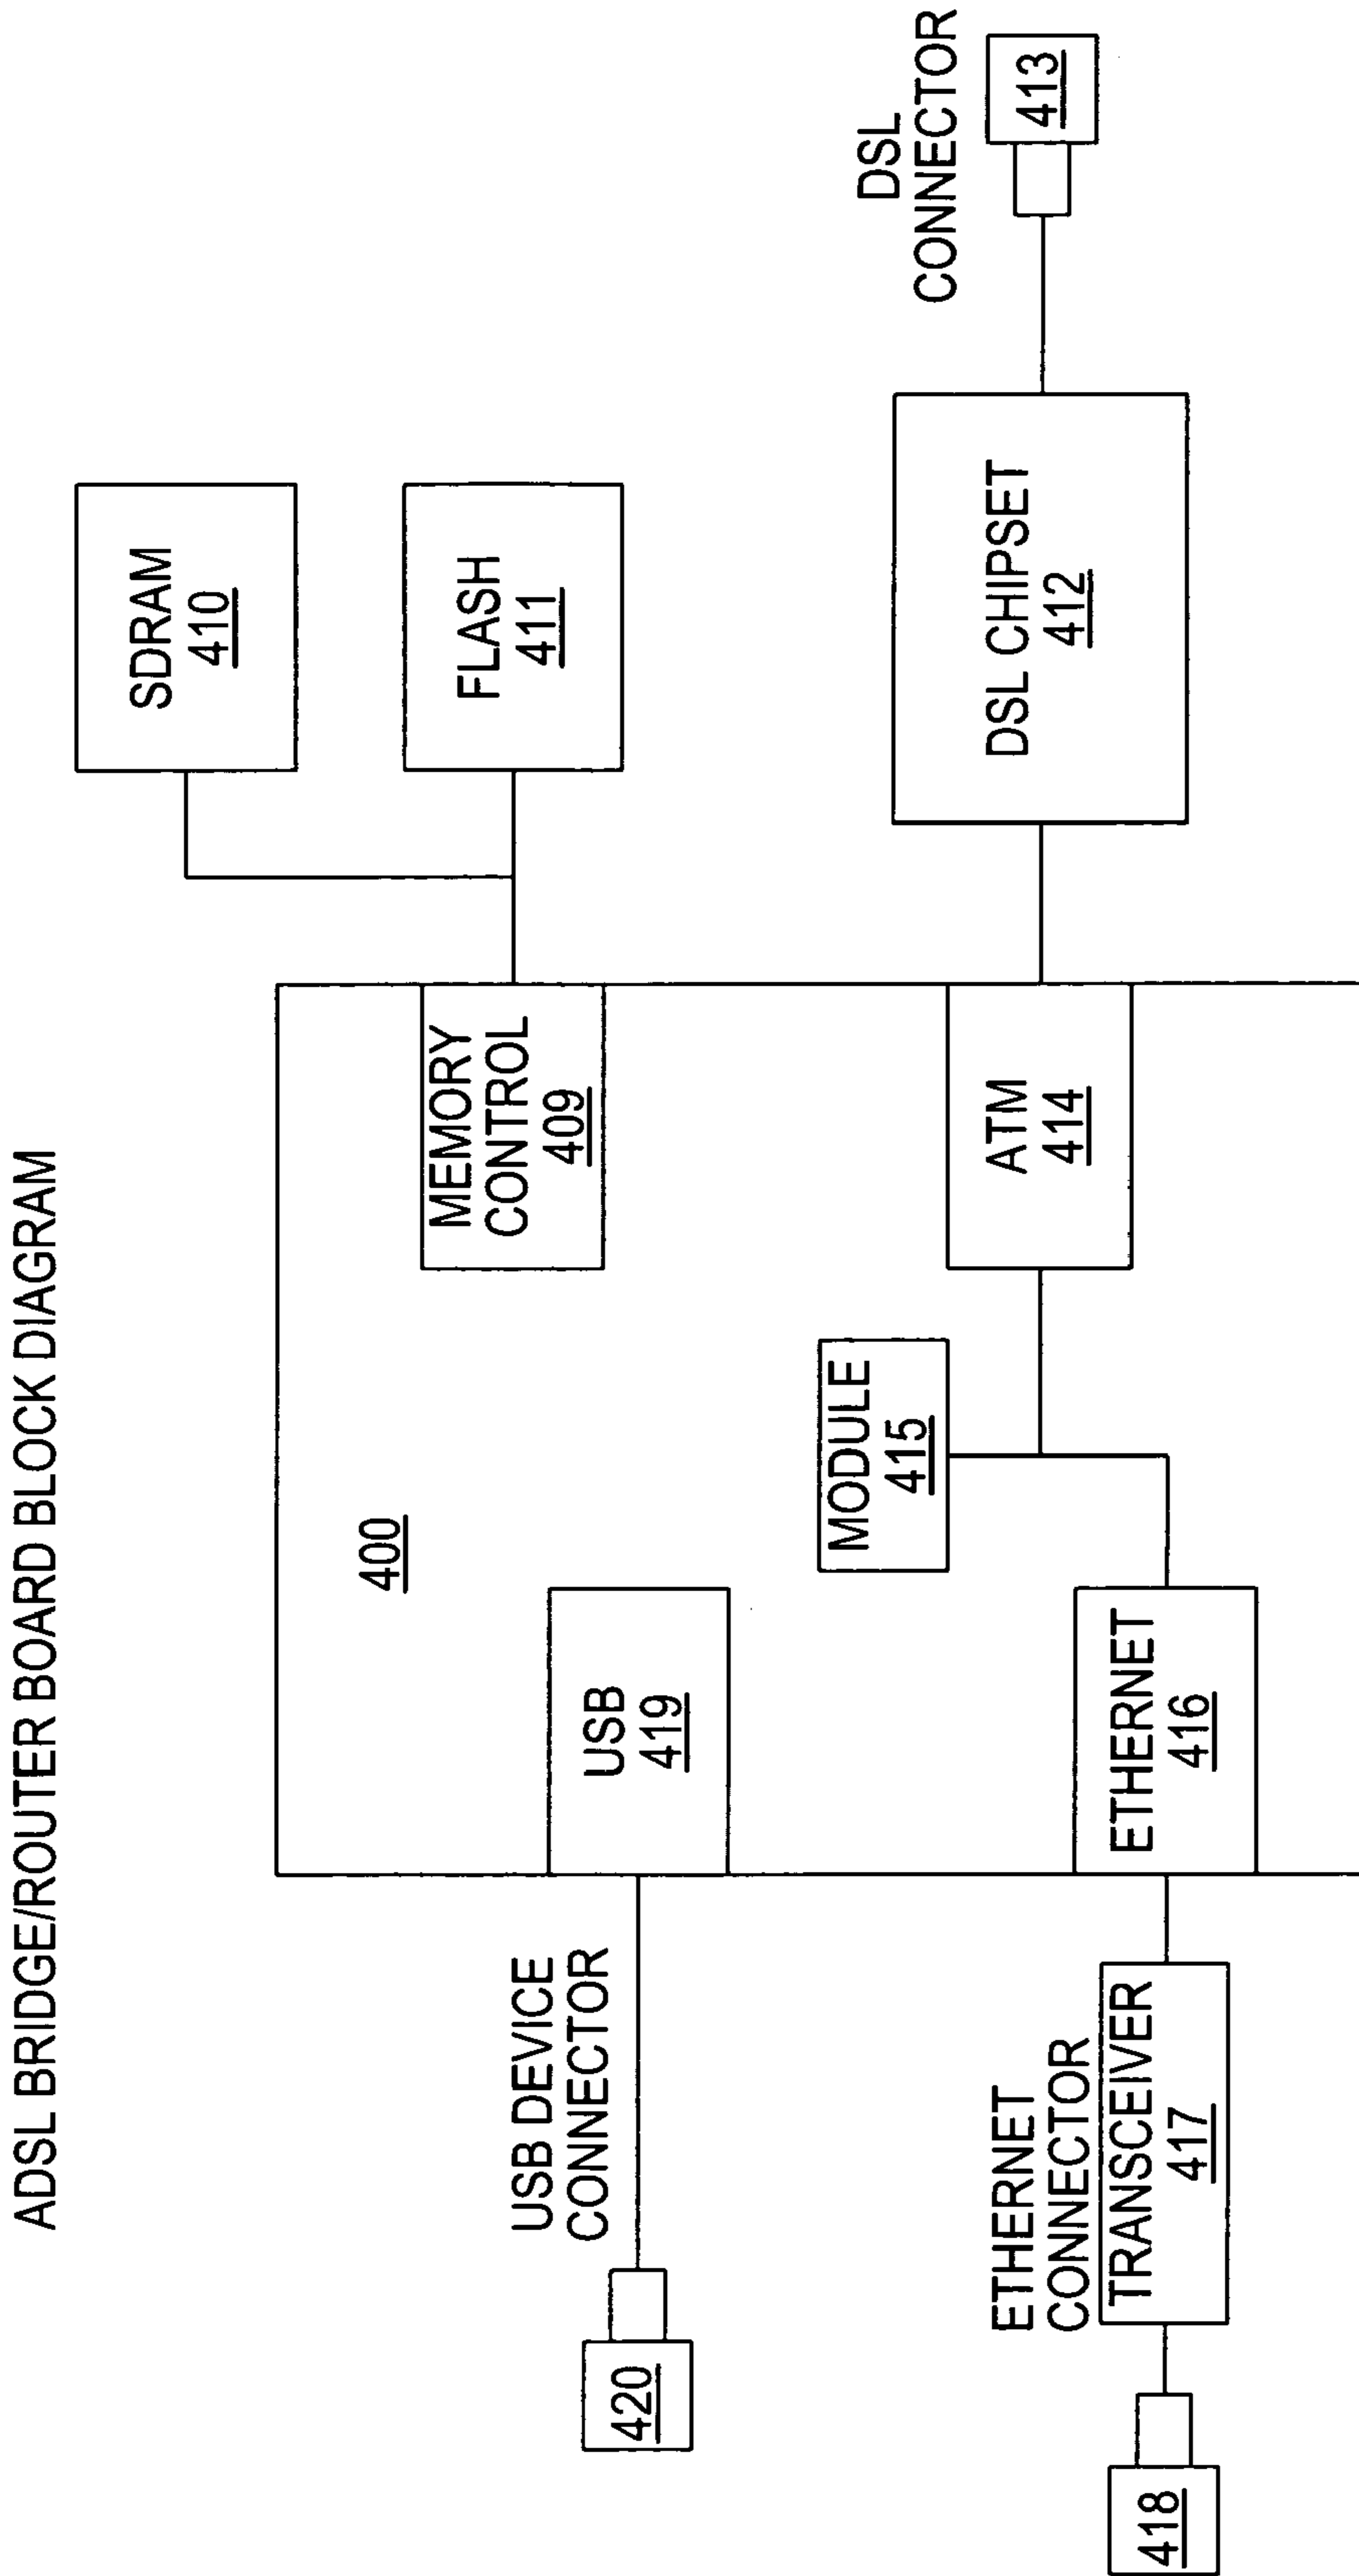 ADSL BRIDGE/ROUTER BOARD BLOCK DIAGRAM
SDRAM
410
FLASH
411
400
MEMORY
CONTROL
409
USB DEVICE
CONNECTOR
420
USB
419
MODULE
415
DSL
CONNECTOR
413
ATM
414
DSL CHIPSET
412
ETHERNET
CONNECTOR
418
TRANSCEIVER
417
ETHERNET
416